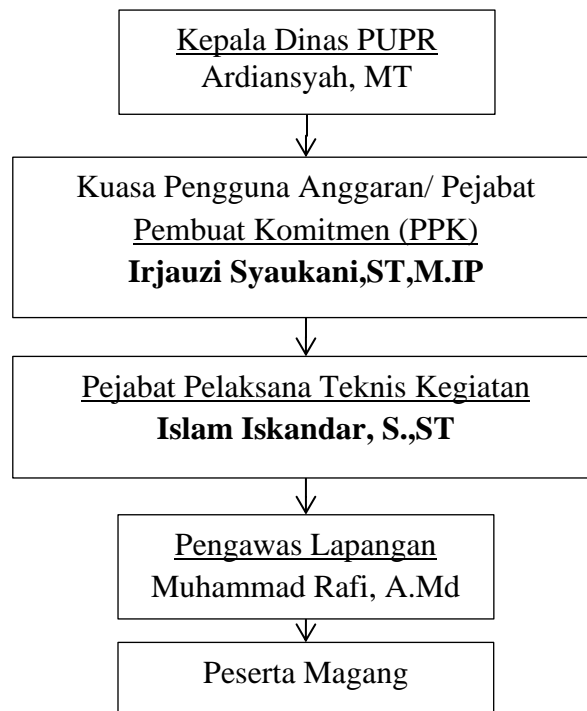 Kepala Dinas PUPR
Ardiansyah, MT
Kuasa Pengguna Anggaran/ Pejabat
Pembuat Komitmen (PPK)
Irjauzi Syaukani,ST,M.IP
Pejabat Pelaksana Teknis Kegiatan
Islam Iskandar, S.,ST
Pengawas Lapangan
Muhammad Rafi, A.Md
Peserta Magang